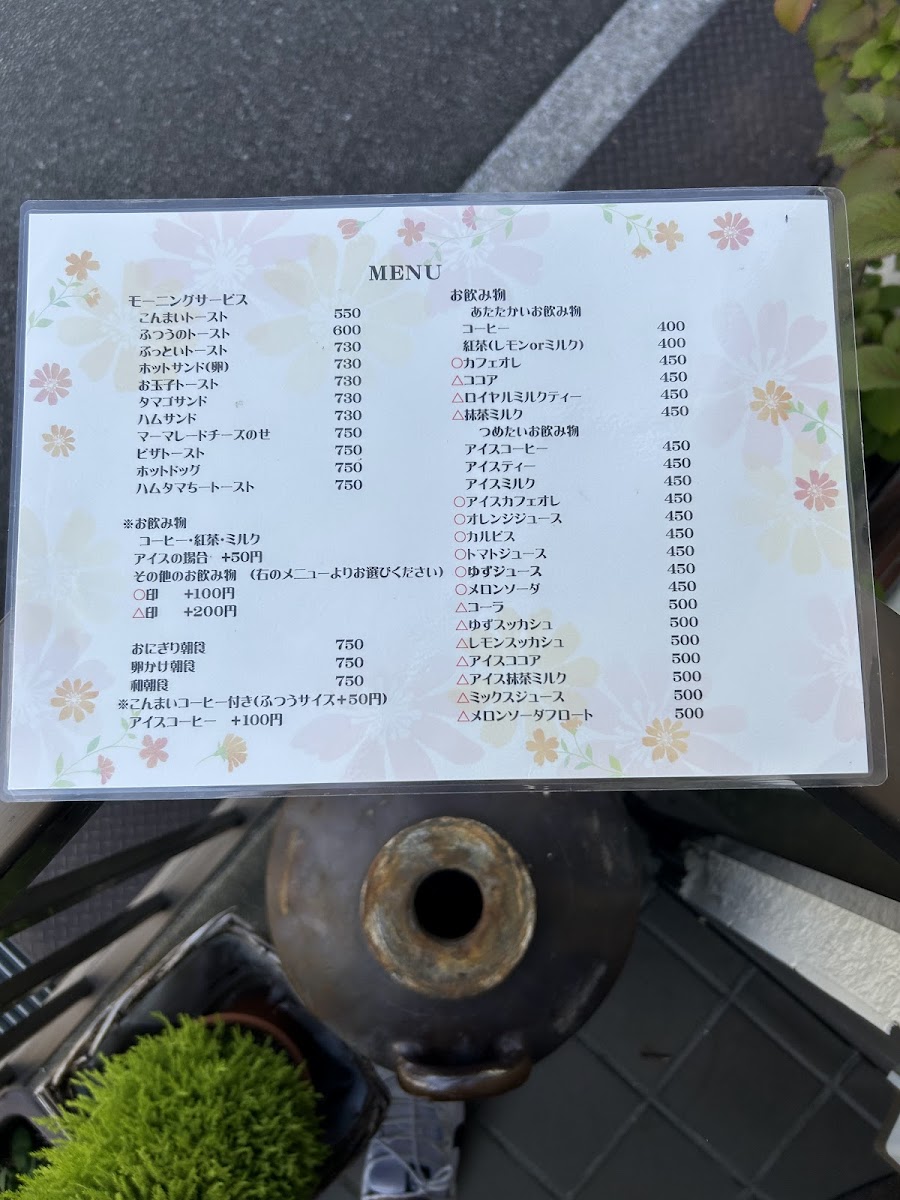 MENU
モーニングサービス
こんまいトースト 550
ふつうのトースト 600
ぶっといトースト 730
ホットサンド(卵) 730
お玉子トースト 730
タマゴサンド 730
ハムサンド 730
マーマレードチーズのせ 750
ピザトースト 750
ホットドッグ 750
ハムタマちートースト 750
※お飲み物
コーヒー・紅茶・ミルク
アイスの場合 +50円
その他のお飲み物 (右のメニューよりお選びください)
○印 +100円
△印 +200円
おにぎり朝食 750
卵かけ朝食 750
和朝食 750
※こんまいコーヒー付き(ふつうサイズ+50円)
アイスコーヒー +100円
お飲み物
あたたかいお飲み物
コーヒー 400
紅茶(レモンorミルク) 400
○カフェオレ 450
△ココア 450
△ロイヤルミルクティー 450
△抹茶ミルク 450
つめたいお飲み物
アイスコーヒー 450
アイスティー 450
アイスミルク 450
○アイスカフェオレ 450
○オレンジジュース 450
○カルピス 450
○トマトジュース 450
○ゆずジュース 450
○メロンソーダ 450
△コーラ 500
△ゆずスッカシュ 500
△レモンスッカシュ 500
△アイスココア 500
△アイス抹茶ミルク 500
△ミックスジュース 500
△メロンソーダフロート 500